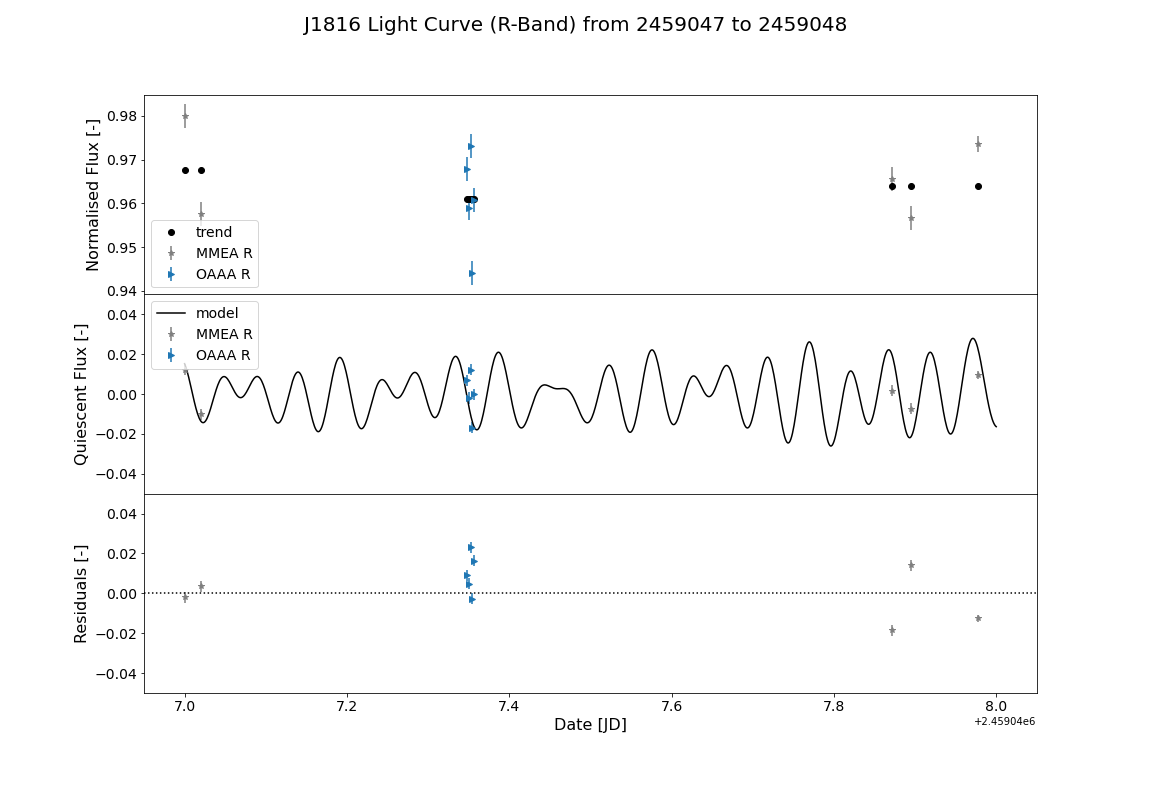 J1816 Light Curve (R-Band) from 2459047 to 2459048
Normalised Flux [-]
0.98
0.97
0.96
0.95
0.94
trend
MMEA R
OAAA R
Quiescent Flux [-]
0.04
0.02
0.00
−0.02
−0.04
model
MMEA R
OAAA R
Residuals [-]
0.04
0.02
0.00
−0.02
−0.04
7.0 7.2 7.4 7.6 7.8 8.0
Date [JD]
+2.45904e6